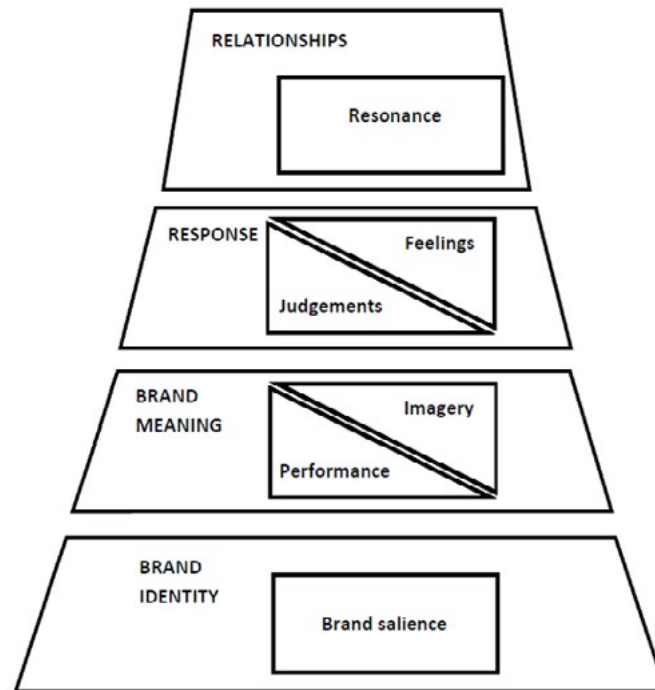 RELATIONSHIPS
Resonance
RESPONSE
Feelings
Judgements
BRAND
MEANING
Imagery
Performance
BRAND
IDENTITY
Brand salience